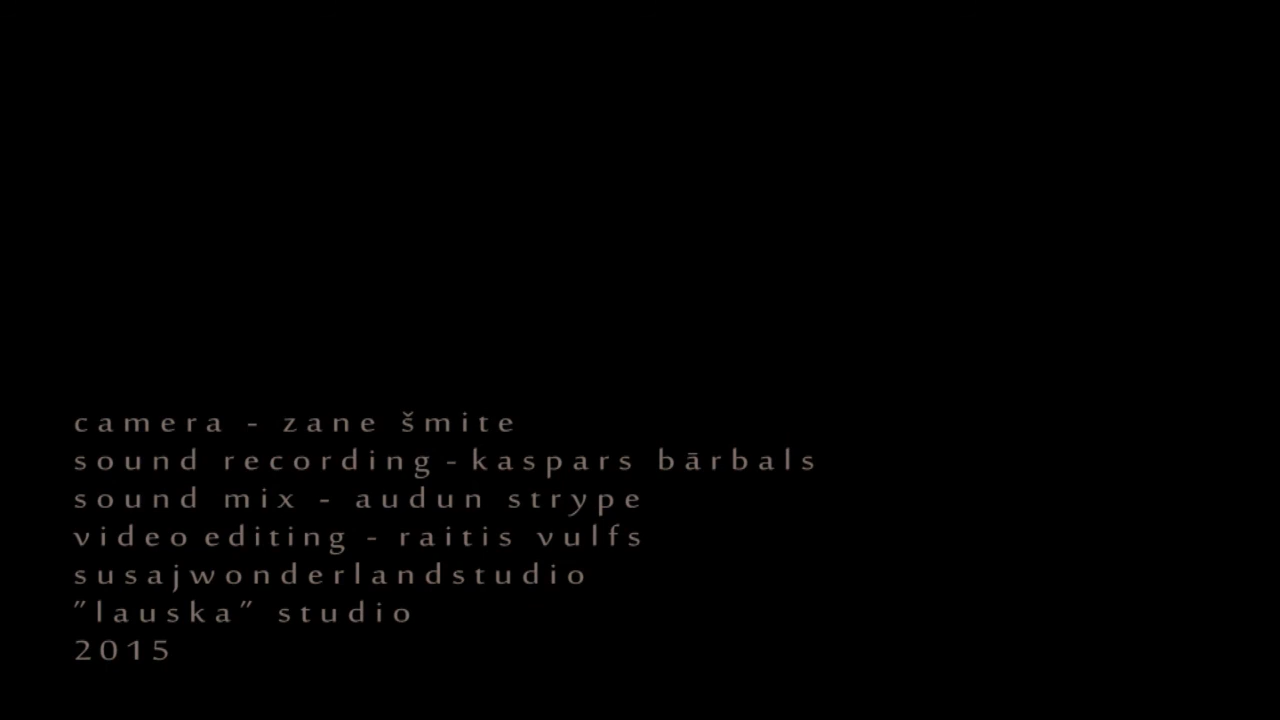 camera - zane šmite
sound recording - kaspars bārbals
sound mix - audun strype
video editing - raitis vulfs
susajwonderlandstudio
"lauska" studio
2015